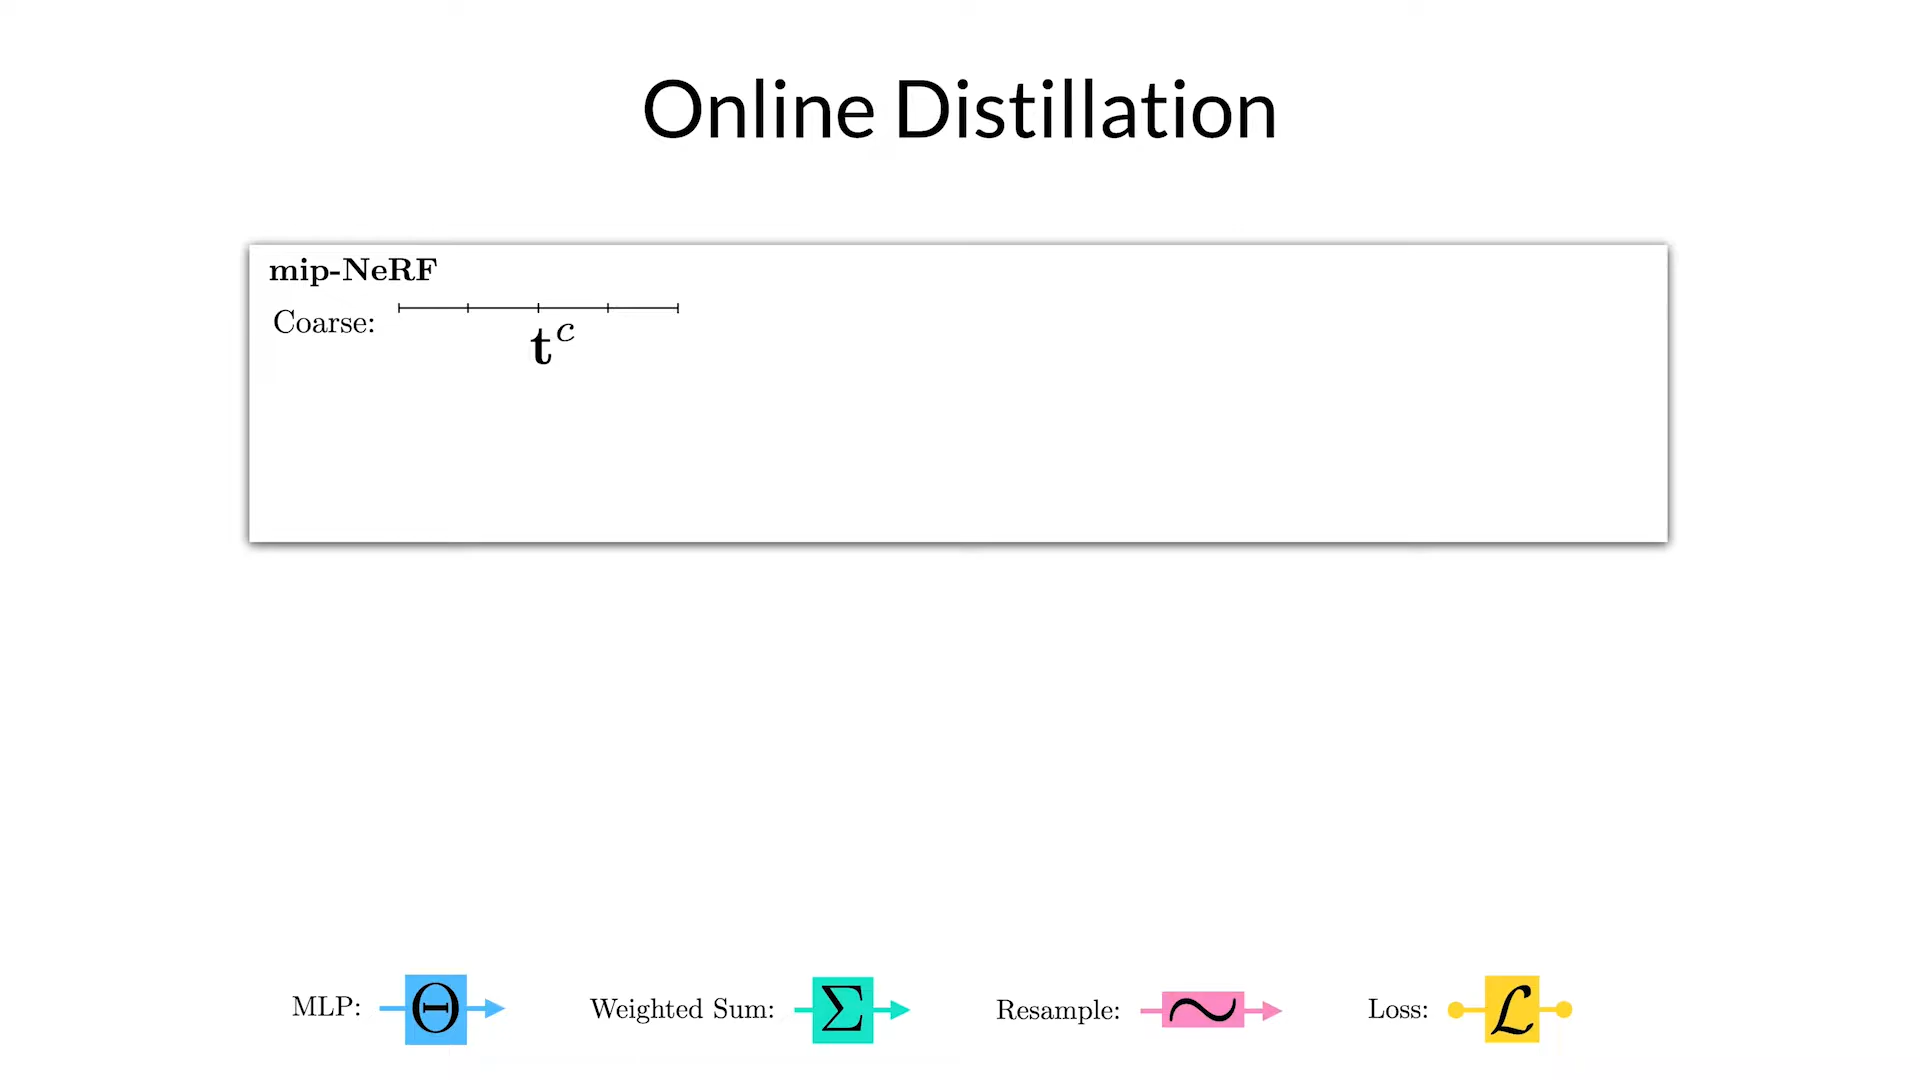 Online Distillation
mip-NeRF
Coarse:
t^c
MLP: Θ Weighted Sum: Σ Resample: ~ Loss: ℒ